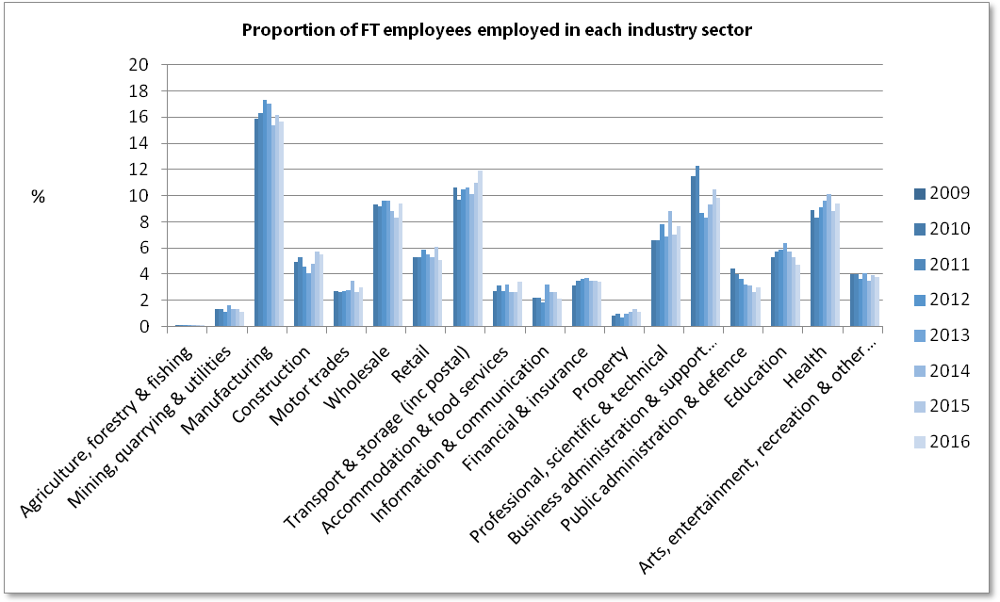 Proportion of FT employees employed in each industry sector
20
18
16
14
12
10
8
6
4
2
0
%
Agriculture, forestry & fishing
Mining, quarrying & utilities
Manufacturing
Construction
Motor trades
Wholesale
Retail
Transport & storage (inc postal)
Accommodation & food services
Information & communication
Financial & insurance
Property
Professional, scientific & technical
Business administration & support...
Public administration & defence
Education
Health
Arts, entertainment, recreation & other...
2009
2010
2011
2012
2013
2014
2015
2016